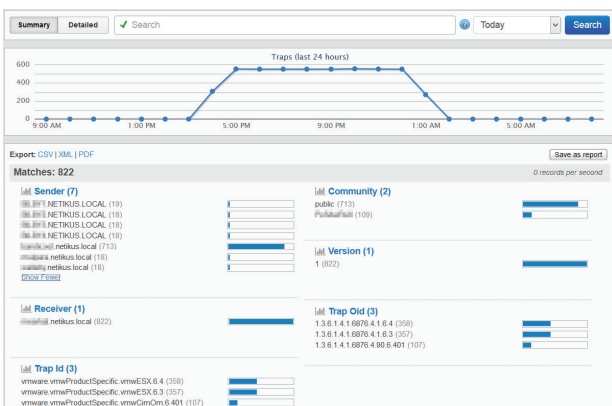 Summary Detailed Search Today Search
Traps (last 24 hours)
600
400
200
0
9:00 AM 1:00 PM 5:00 PM 9:00 PM 1:00 AM 5:00 AM
Export: CSV | XML | PDF Save as report
Matches: 822 0 records per second
Sender (7)
.NETIKUS.LOCAL (19)
.NETIKUS.LOCAL (18)
.NETIKUS.LOCAL (18)
.NETIKUS.LOCAL (18)
.netikus.local (713)
.netikus.local (18)
.netikus.local (18)
Show Fewer
Community (2)
public (713)
(109)
Version (1)
1 (822)
Receiver (1)
.netikus.local (822)
Trap Oid (3)
1.3.6.1.4.1.6876.4.1.6.4 (358)
1.3.6.1.4.1.6876.4.1.6.3 (357)
1.3.6.1.4.1.6876.4.90.6.401 (107)
Trap Id (3)
vmware.vmwProductSpecific.vmwESX.6.4 (358)
vmware.vmwProductSpecific.vmwESX.6.3 (357)
vmware.vmwProductSpecific.vmwCimOm.6.401 (107)